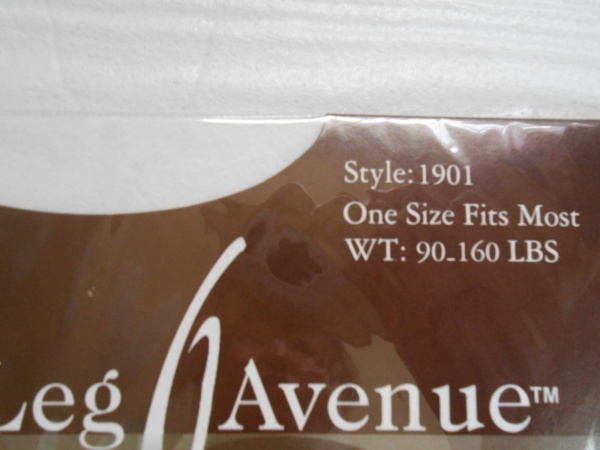 Style: 1901
One Size Fits Most
WT: 90-160 LBS
Leg Avenue™